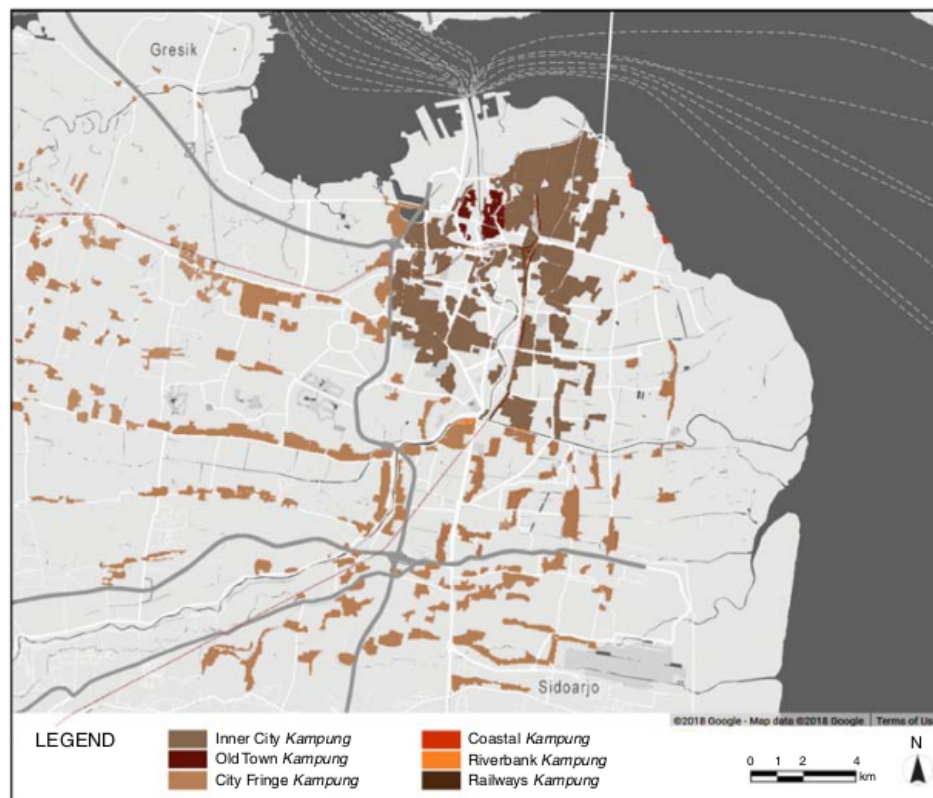 Gresik
Sidoarjo
©2018 Google - Map data ©2018 Google Terms of Us
LEGEND
Inner City Kampung
Old Town Kampung
City Fringe Kampung
Coastal Kampung
Riverbank Kampung
Railways Kampung
0 1 2 4
km
N